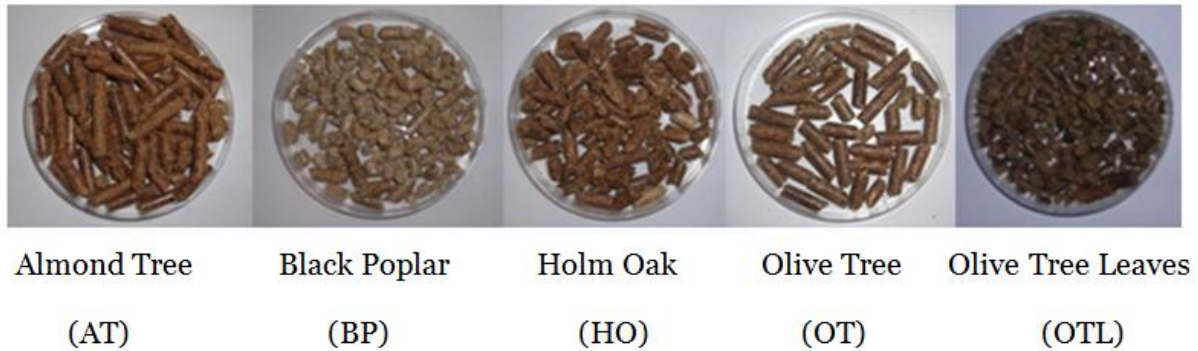 Almond Tree Black Poplar Holm Oak Olive Tree Olive Tree Leaves
(AT) (BP) (HO) (OT) (OTL)